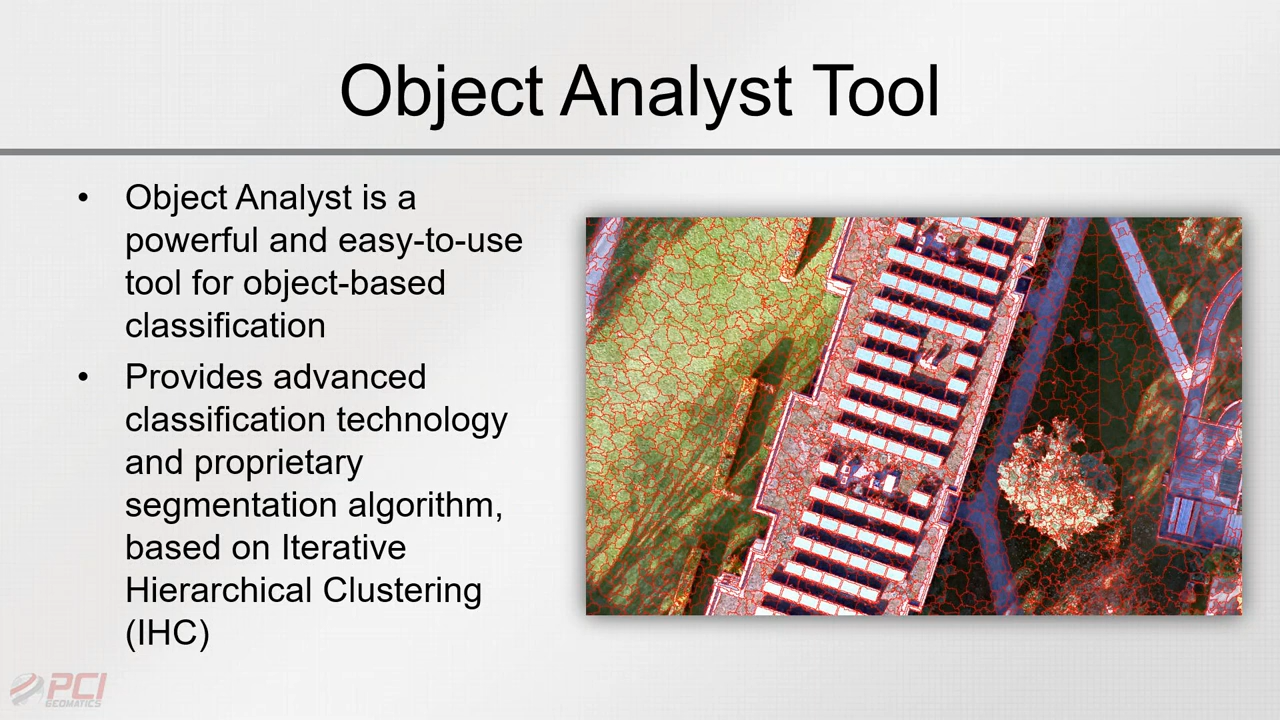 Object Analyst Tool
• Object Analyst is a
powerful and easy-to-use
tool for object-based
classification
• Provides advanced
classification technology
and proprietary
segmentation algorithm,
based on Iterative
Hierarchical Clustering
(IHC)
PCI
GEOMATICS